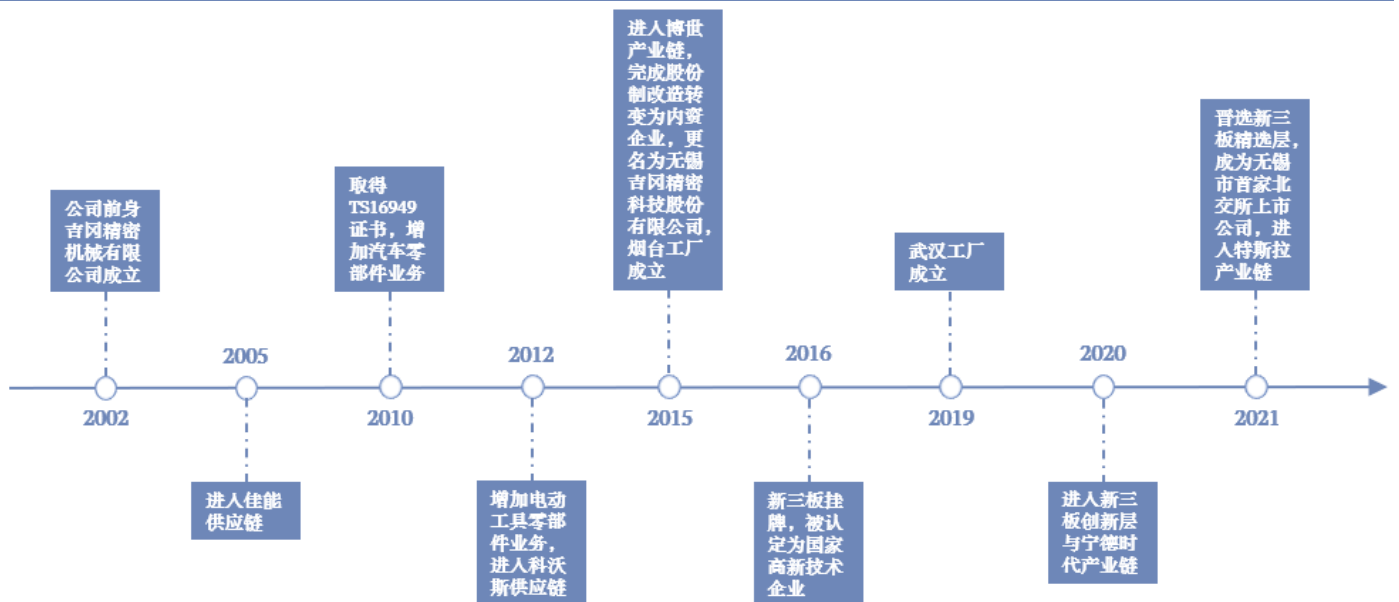 公司前身
吉冈精密
机械有限
公司成立
2002
2005
进入佳能
供应链
取得
TS16949
证书，增
加汽车零
部件业务
2010
2012
增加电动
工具零部
件业务，
进入科沃
斯供应链
进入博世
产业链，
完成股份
制改造转
变为内资
企业，更
名为无锡
吉冈精密
科技股份
有限公司，
烟台工厂
成立
2015
2016
新三板挂
牌，被认
定为国家
高新技术
企业
武汉工厂
成立
2019
2020
进入新三
板创新层
与宁德时
代产业链
晋选新三
板精选层，
成为无锡
市首家北
交所上市
公司，进
入特斯拉
产业链
2021